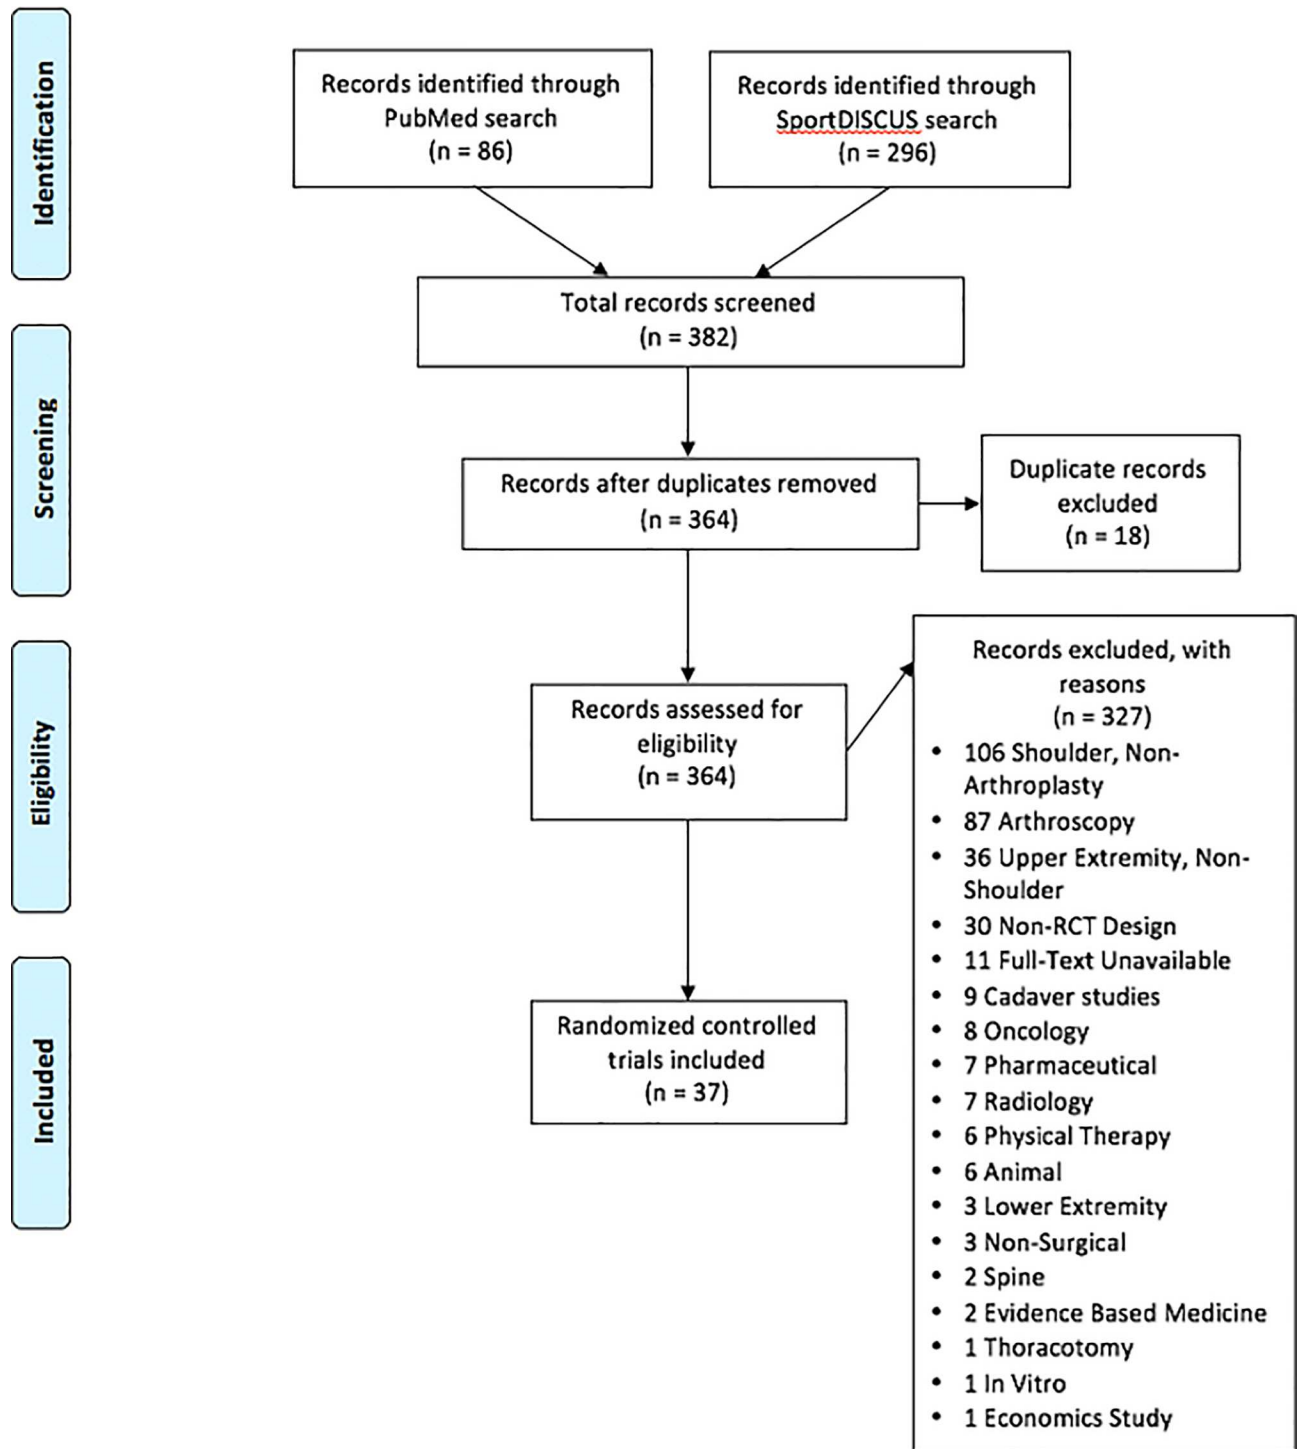 Identification
Records identified through
PubMed search
(n = 86)
Records identified through
SportDISCUS search
(n = 296)
Total records screened
(n = 382)
Screening
Records after duplicates removed
(n = 364)
Duplicate records
excluded
(n = 18)
Eligibility
Records assessed for
eligibility
(n = 364)
Records excluded, with
reasons
(n = 327)
• 106 Shoulder, Non-
Arthroplasty
• 87 Arthroscopy
• 36 Upper Extremity, Non-
Shoulder
• 30 Non-RCT Design
• 11 Full-Text Unavailable
• 9 Cadaver studies
• 8 Oncology
• 7 Pharmaceutical
• 7 Radiology
• 6 Physical Therapy
• 6 Animal
• 3 Lower Extremity
• 3 Non-Surgical
• 2 Spine
• 2 Evidence Based Medicine
• 1 Thoracotomy
• 1 In Vitro
• 1 Economics Study
Included
Randomized controlled
trials included
(n = 37)